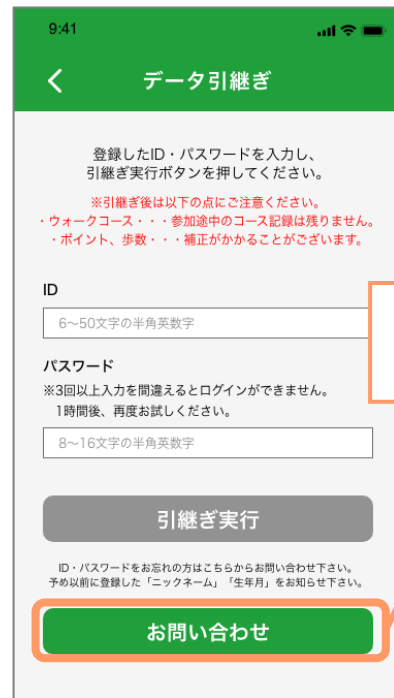 9:41
データ引継ぎ
登録したID・パスワードを入力し、
引継ぎ実行ボタンを押してください。
※引継ぎ後は以下の点にご注意ください。
・ウォークコース・・・参加途中のコース記録は残りません。
・ポイント、歩数・・・補正がかかることがございます。
ID
6〜50文字の半角英数字
パスワード
※3回以上入力を間違えるとログインができません。
1時間後、再度お試しください。
8〜16文字の半角英数字
引継ぎ実行
ID・パスワードをお忘れの方はこちらからお問い合わせ下さい。
予め以前に登録した「ニックネーム」「生年月」をお知らせ下さい。
お問い合わせ